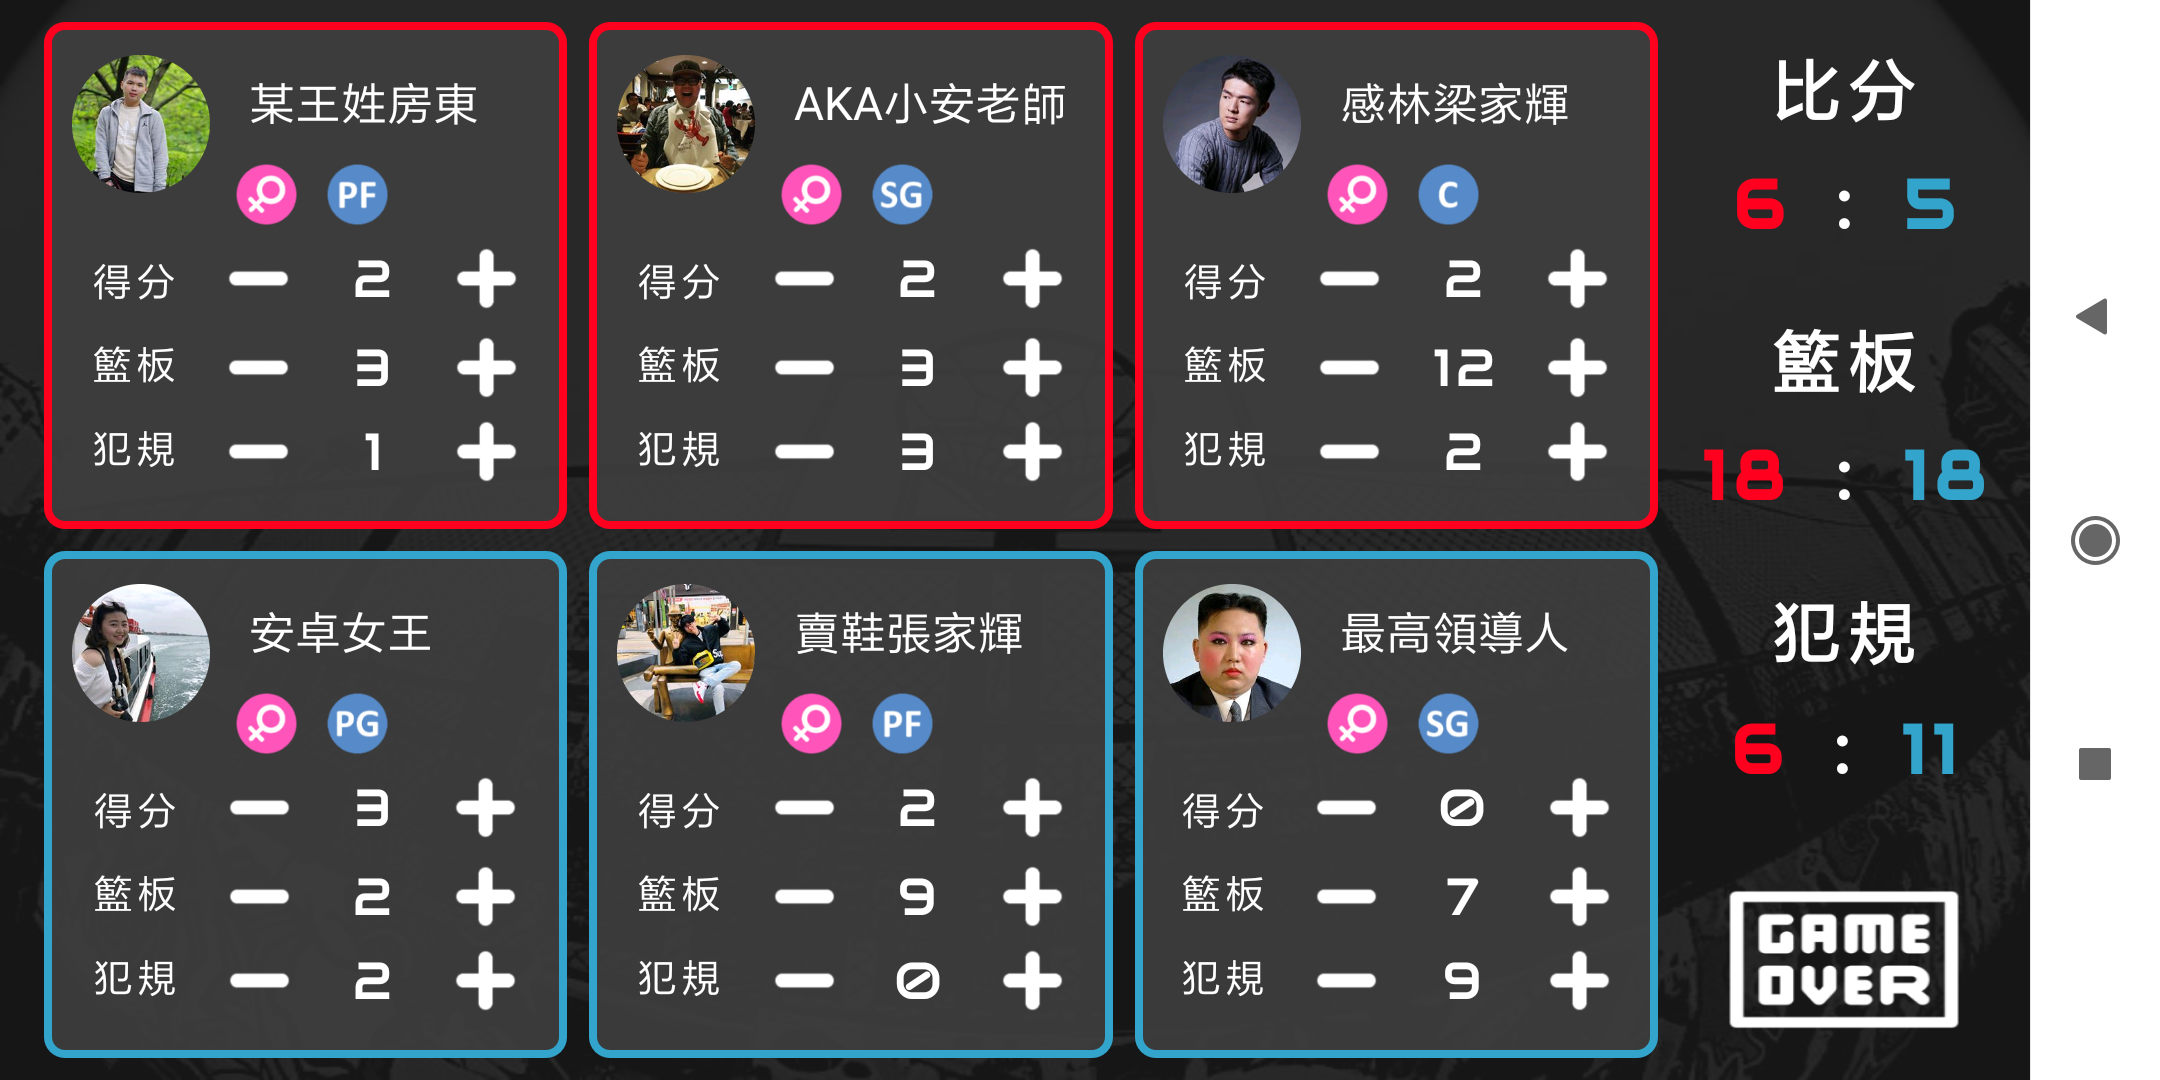 某王姓房東
PF
得分 2
籃板 3
犯規 1
AKA小安老師
SG
得分 2
籃板 3
犯規 3
感林梁家輝
C
得分 2
籃板 12
犯規 2
比分
6 : 5
籃板
18 : 18
犯規
6 : 11
安卓女王
PG
得分 3
籃板 2
犯規 2
賣鞋張家輝
PF
得分 2
籃板 9
犯規 0
最高領導人
SG
得分 0
籃板 7
犯規 9
GAME
OVER